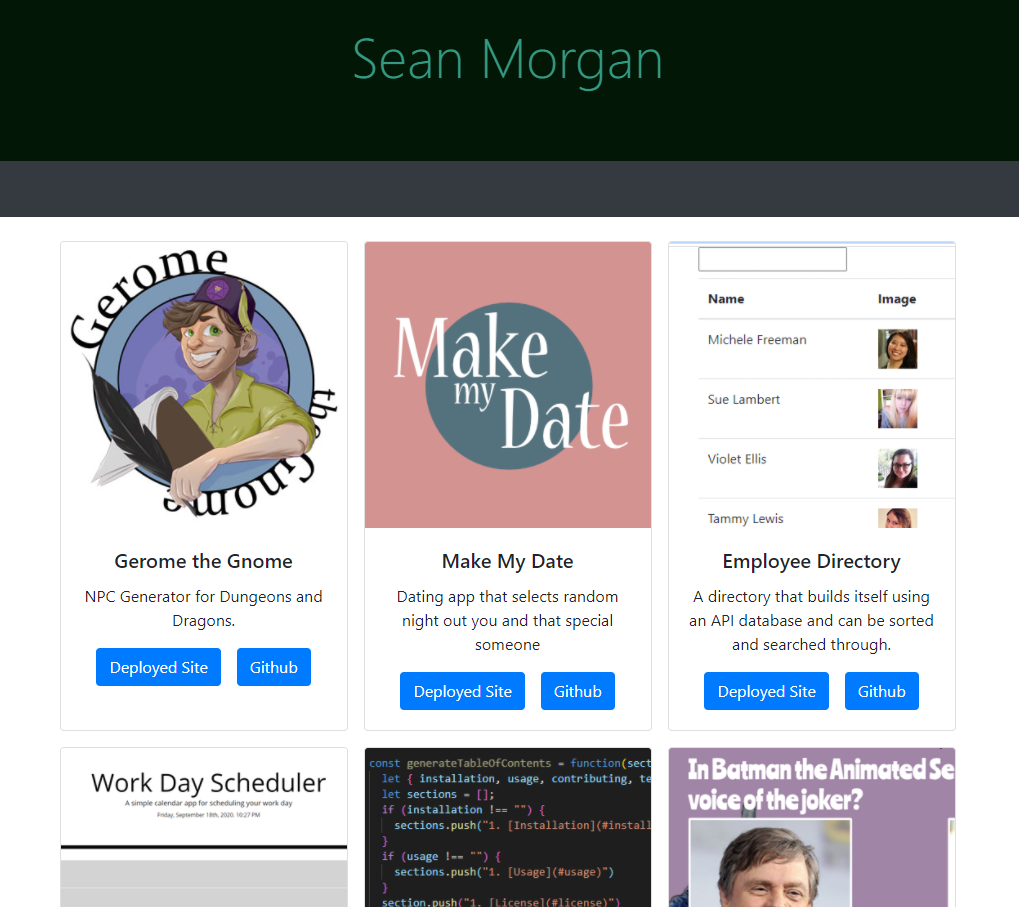 Sean Morgan
Gerome
the
Gnome
Gerome the Gnome
NPC Generator for Dungeons and
Dragons.
Deployed Site
Github
Make
my
Date
Make My Date
Dating app that selects random
night out you and that special
someone
Deployed Site
Github
Name Image
Michele Freeman
Sue Lambert
Violet Ellis
Tammy Lewis
Employee Directory
A directory that builds itself using
an API database and can be sorted
and searched through.
Deployed Site
Github
Work Day Scheduler
A simple calendar app for scheduling your work day
Friday, September 18th, 2020, 10:27 PM
const generateTableOfContents = function(sect
let { installation, usage, contributing, te
let sections = [];
if (installation !== "") {
sections.push("1. [Installation](#install
}
if (usage !== "") {
sections.push("1. [Usage](#usage)")
}
sections.push("1. [License](#license)")
In Batman the Animated Se
voice of the joker?